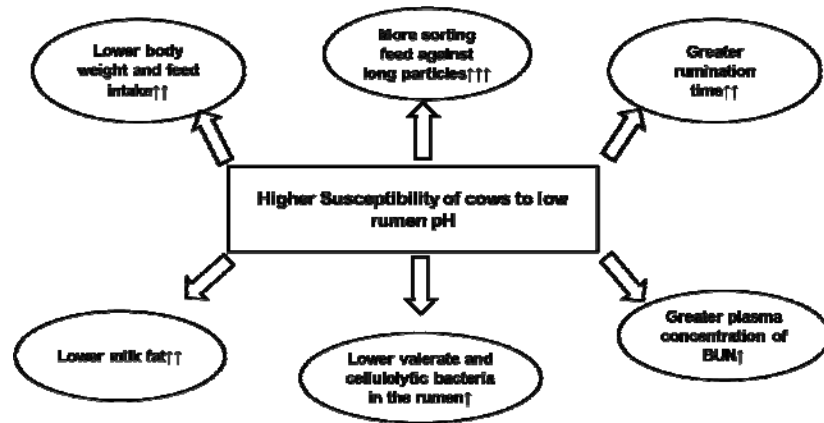 Lower body
weight and feed
intake↑↑
More sorting
feed against
long particles↑↑↑
Greater
rumination
time↑↑
Higher Susceptibility of cows to low
rumen pH
Lower milk fat↑↑
Lower valerate and
cellulolytic bacteria
in the rumen↑
Greater plasma
concentration of
BUN↑